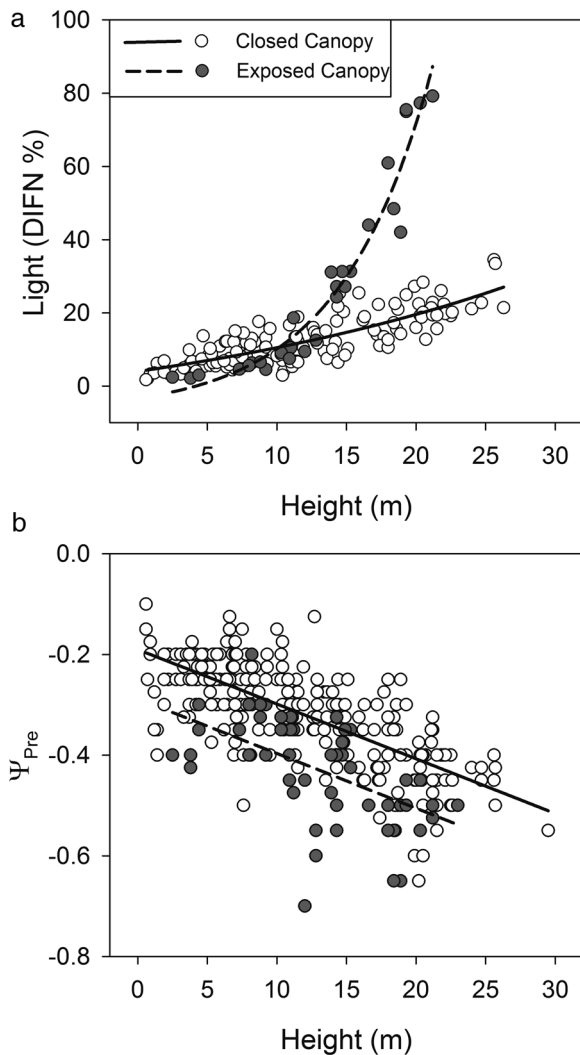 a
100
80
60
40
20
0
Light (DIFN %)
Closed Canopy
Exposed Canopy
0 5 10 15 20 25 30
Height (m)
b
0.0
-0.2
-0.4
-0.6
-0.8
ΨPre
0 5 10 15 20 25 30
Height (m)